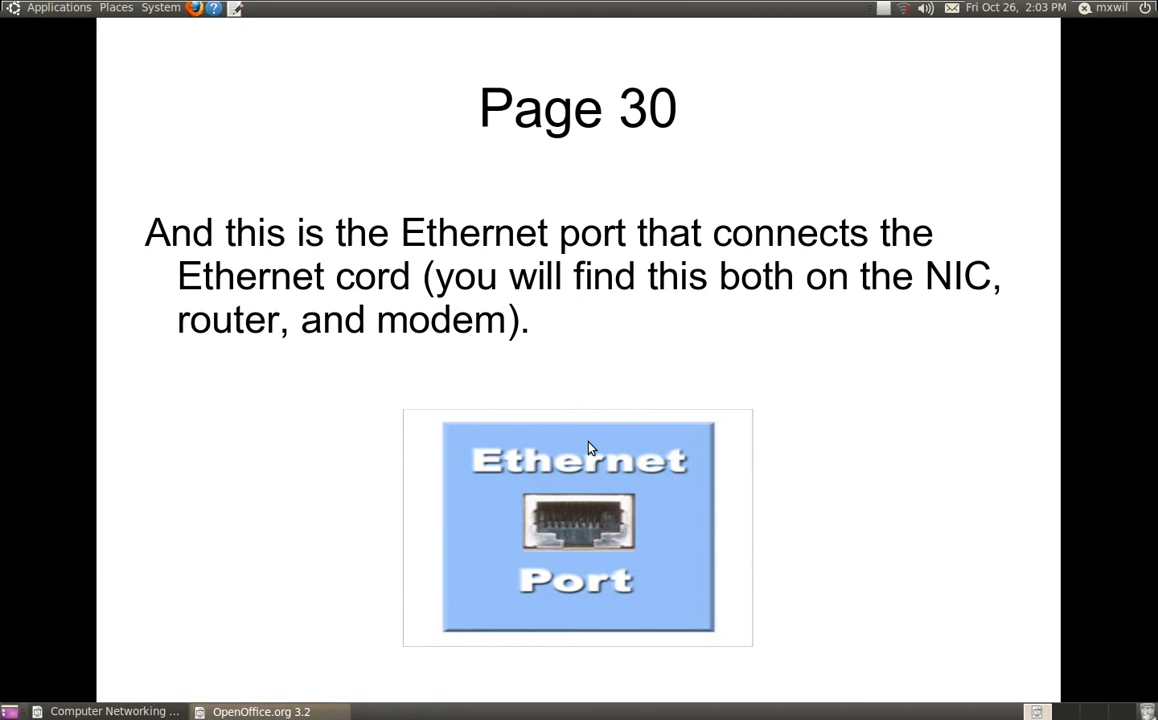 Applications Places System
Fri Oct 26, 2:03 PM mxwil
Page 30
And this is the Ethernet port that connects the
Ethernet cord (you will find this both on the NIC,
router, and modem).
Ethernet
Port
Computer Networking ... OpenOffice.org 3.2